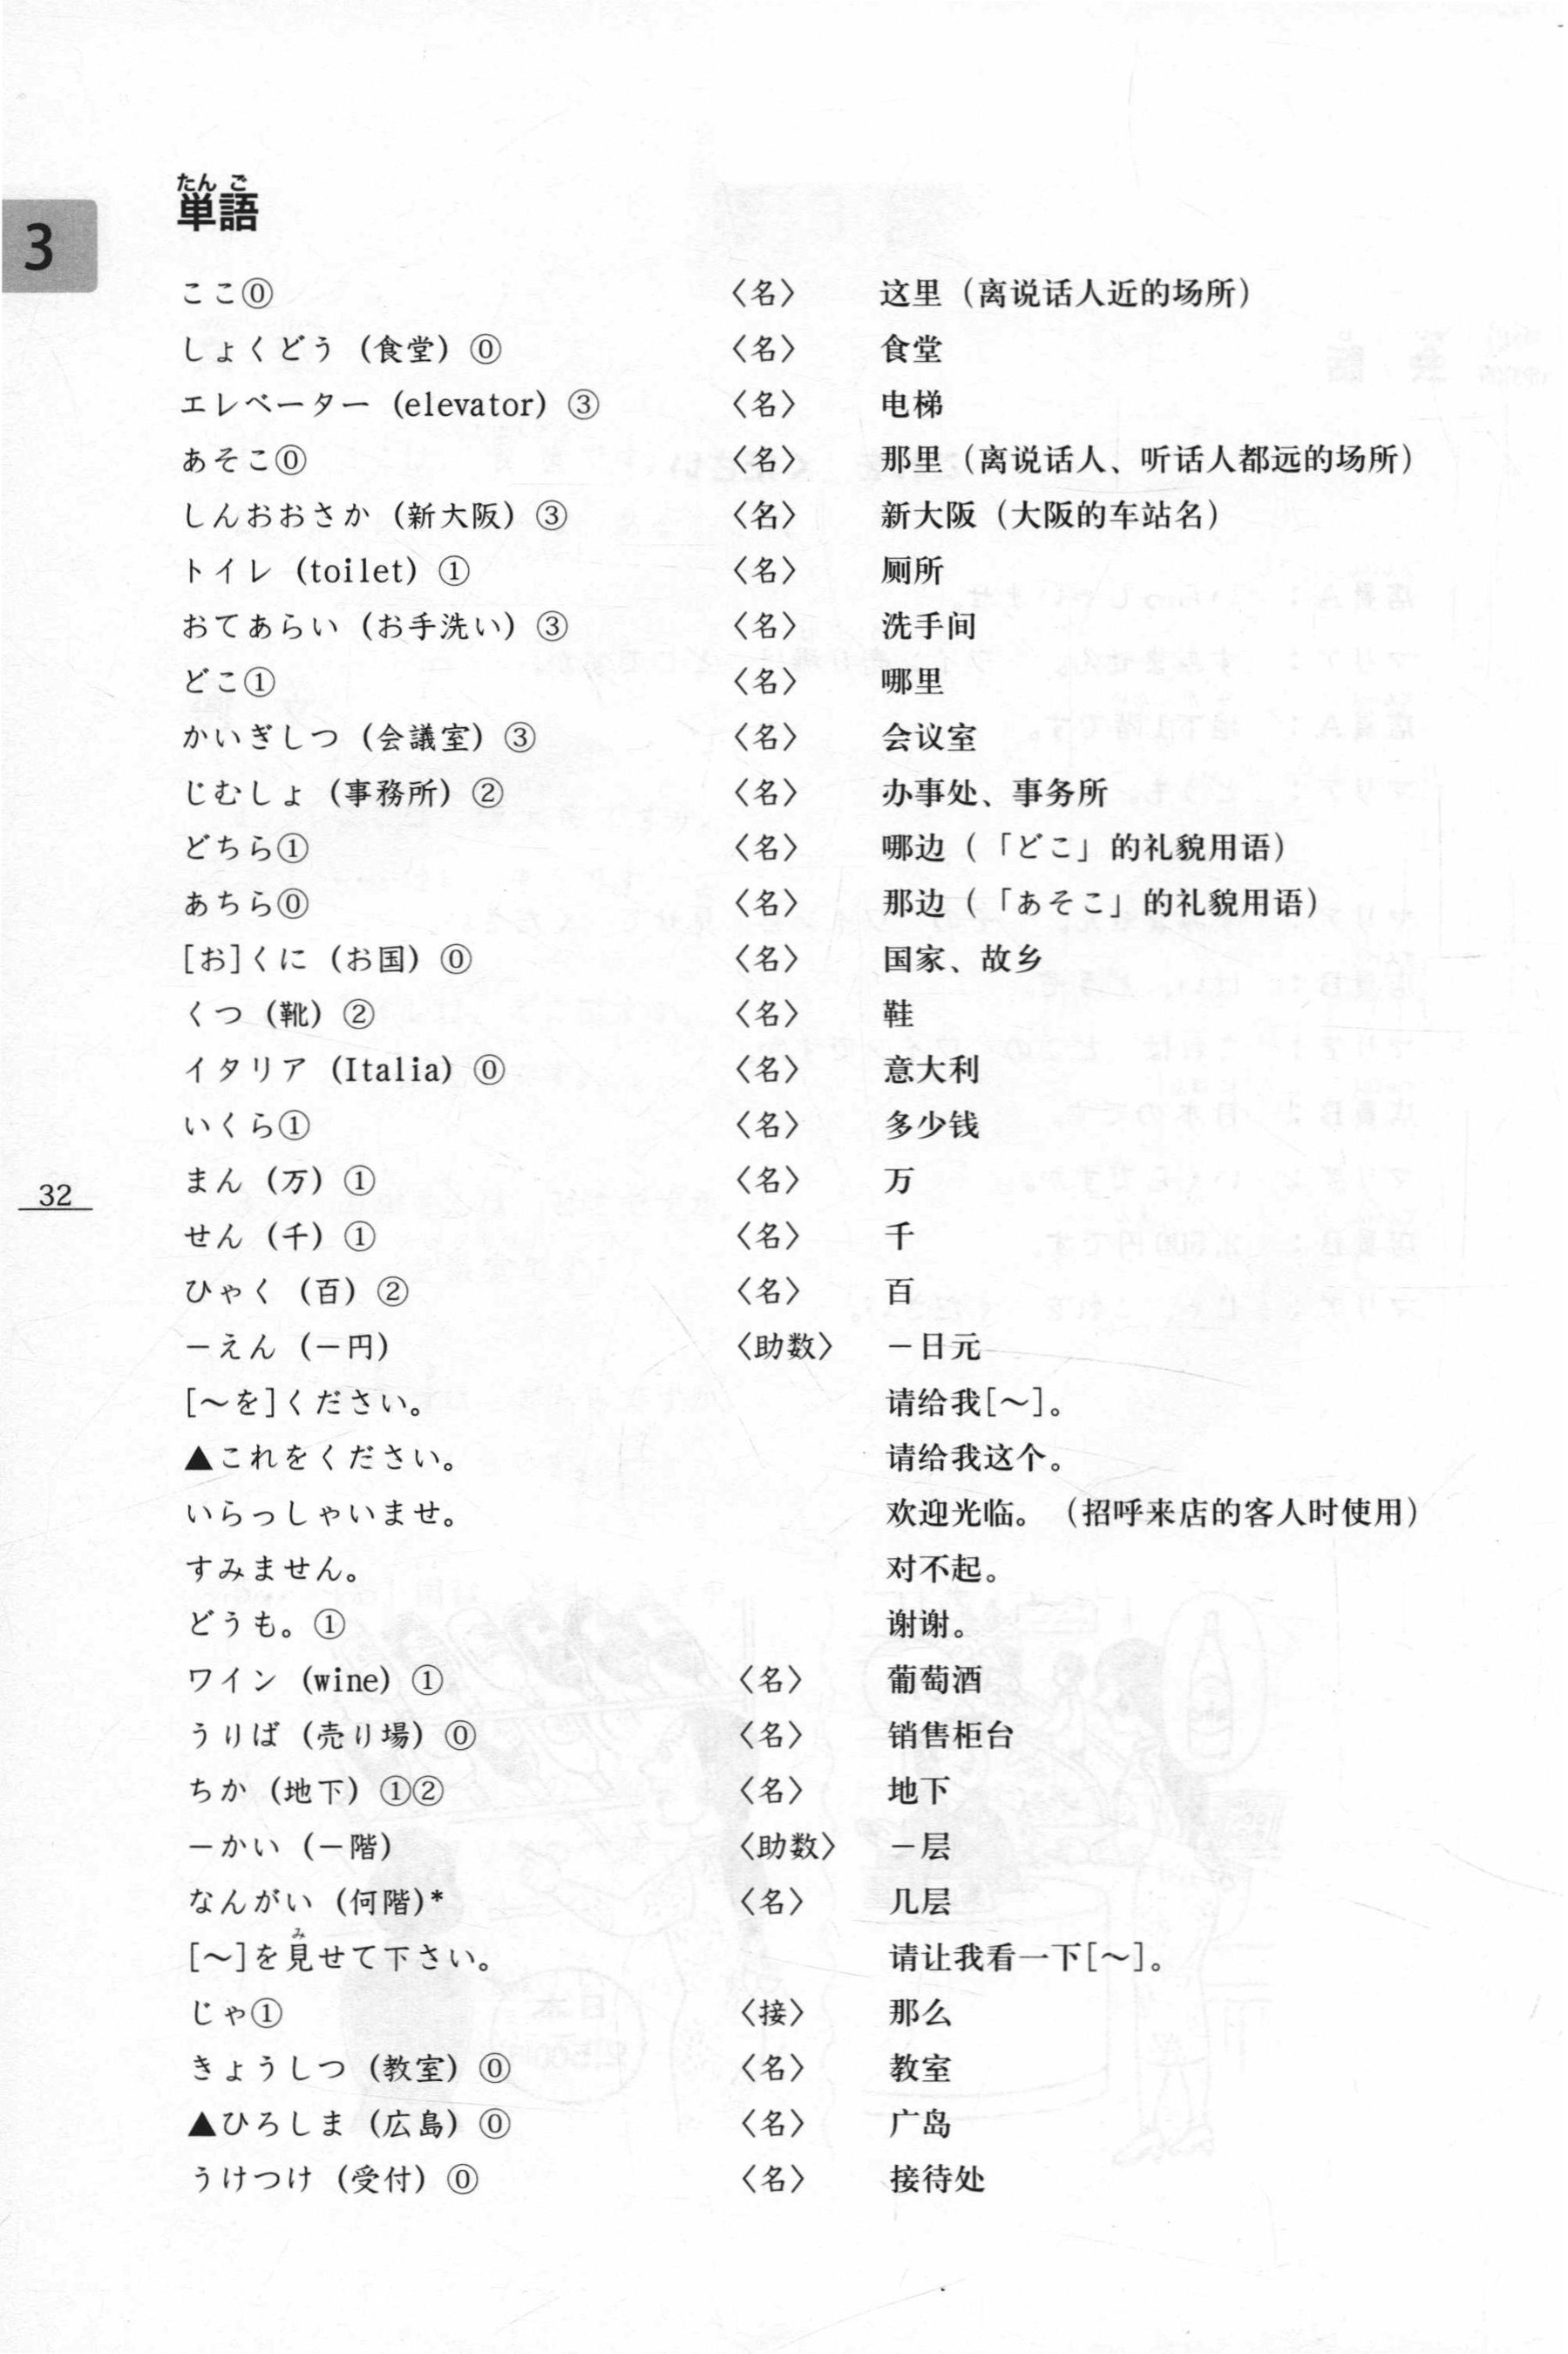 たんご
単語
3
ここ⓪ 〈名〉 这里（离说话人近的场所）
しょくどう（食堂）⓪ 〈名〉 食堂
エレベーター（elevator）③ 〈名〉 电梯
あそこ⓪ 〈名〉 那里（离说话人、听话人都远的场所）
しんおおさか（新大阪）③ 〈名〉 新大阪（大阪的车站名）
トイレ（toilet）① 〈名〉 厕所
おてあらい（お手洗い）③ 〈名〉 洗手间
どこ① 〈名〉 哪里
かいぎしつ（会議室）③ 〈名〉 会议室
じむしょ（事務所）② 〈名〉 办事处、事务所
どちら① 〈名〉 哪边（「どこ」的礼貌用语）
あちら⓪ 〈名〉 那边（「あそこ」的礼貌用语）
[お]くに（お国）⓪ 〈名〉 国家、故乡
くつ（靴）② 〈名〉 鞋
イタリア（Italia）⓪ 〈名〉 意大利
いくら① 〈名〉 多少钱
まん（万）① 〈名〉 万
32
せん（千）① 〈名〉 千
ひゃく（百）② 〈名〉 百
－えん（－円） 〈助数〉 －日元
[～を]ください。 请给我[～]。
▲これをください。 请给我这个。
いらっしゃいませ。 欢迎光临。（招呼来店的客人时使用）
すみません。 对不起。
どうも。① 谢谢。
ワイン（wine）① 〈名〉 葡萄酒
うりば（売り場）⓪ 〈名〉 销售柜台
ちか（地下）①② 〈名〉 地下
－かい（－階） 〈助数〉 －层
なんがい（何階）* 〈名〉 几层
み
[～]を見せて下さい。 请让我看一下[～]。
じゃ① 〈接〉 那么
きょうしつ（教室）⓪ 〈名〉 教室
▲ひろしま（広島）⓪ 〈名〉 广岛
うけつけ（受付）⓪ 〈名〉 接待处